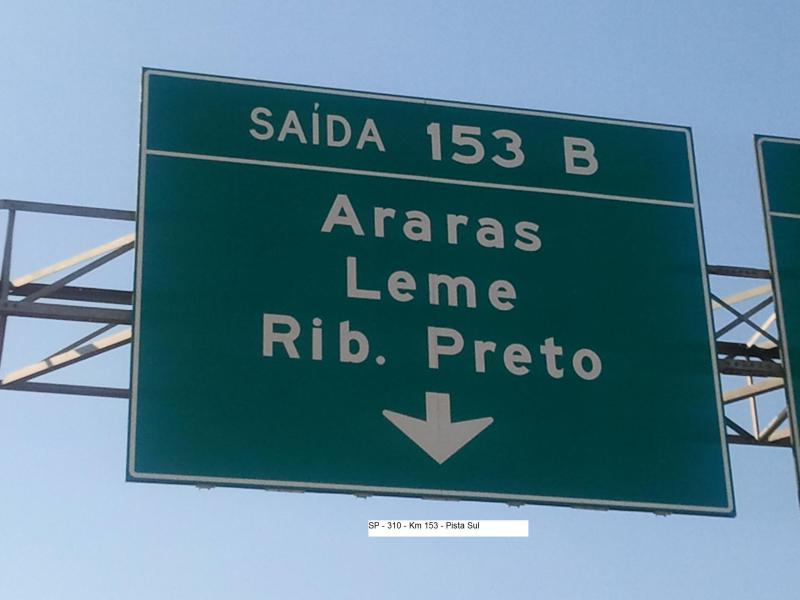 SAÍDA 153 B
Araras
Leme
Rib. Preto
SP - 310 - Km 153 - Pista Sul